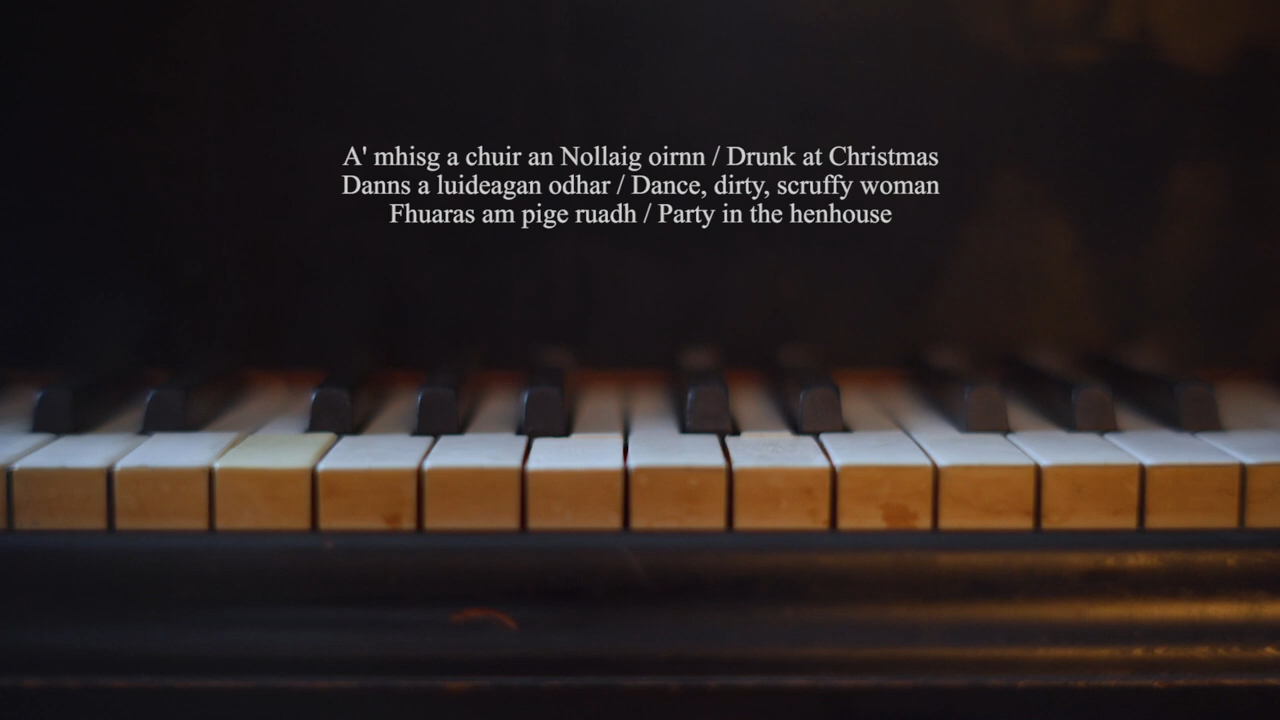 A' mhisg a chuir an Nollaig oirnn / Drunk at Christmas
Danns a luideagan odhar / Dance, dirty, scruffy woman
Fhuaras am pige ruadh / Party in the henhouse